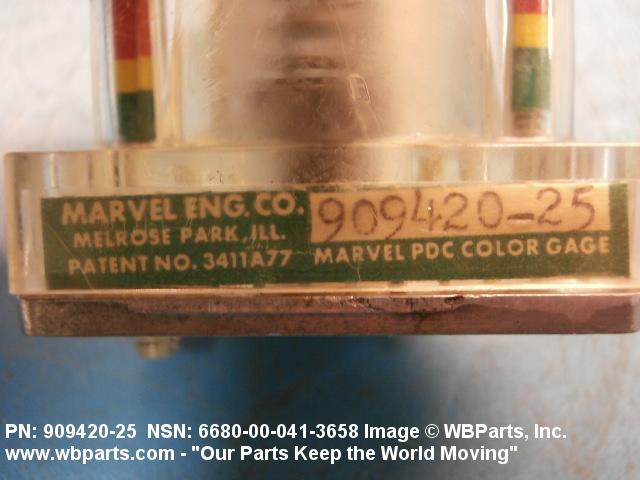 MARVEL ENG. CO.
MELROSE PARK, ILL.
PATENT NO. 3411A77
909420-25
MARVEL PDC COLOR GAGE
PN: 909420-25 NSN: 6680-00-041-3658 Image © WBParts, Inc.
www.wbparts.com - "Our Parts Keep the World Moving"